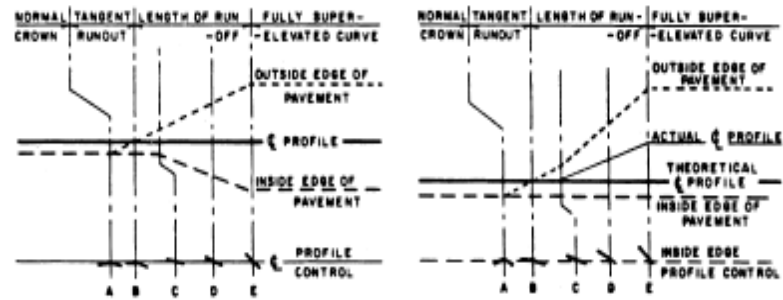 NORMAL TANGENT LENGTH OF RUN FULLY SUPER-
CROWN RUNOUT -OFF -ELEVATED CURVE
OUTSIDE EDGE OF
PAVEMENT
℄ PROFILE
INSIDE EDGE OF
PAVEMENT
℄ PROFILE
CONTROL
A B C D E
NORMAL TANGENT LENGTH OF RUN- FULLY SUPER-
CROWN RUNOUT -OFF -ELEVATED CURVE
OUTSIDE EDGE OF
PAVEMENT
ACTUAL ℄ PROFILE
THEORETICAL
℄ PROFILE
INSIDE EDGE OF
PAVEMENT
INSIDE EDGE
PROFILE CONTROL
A B C D E